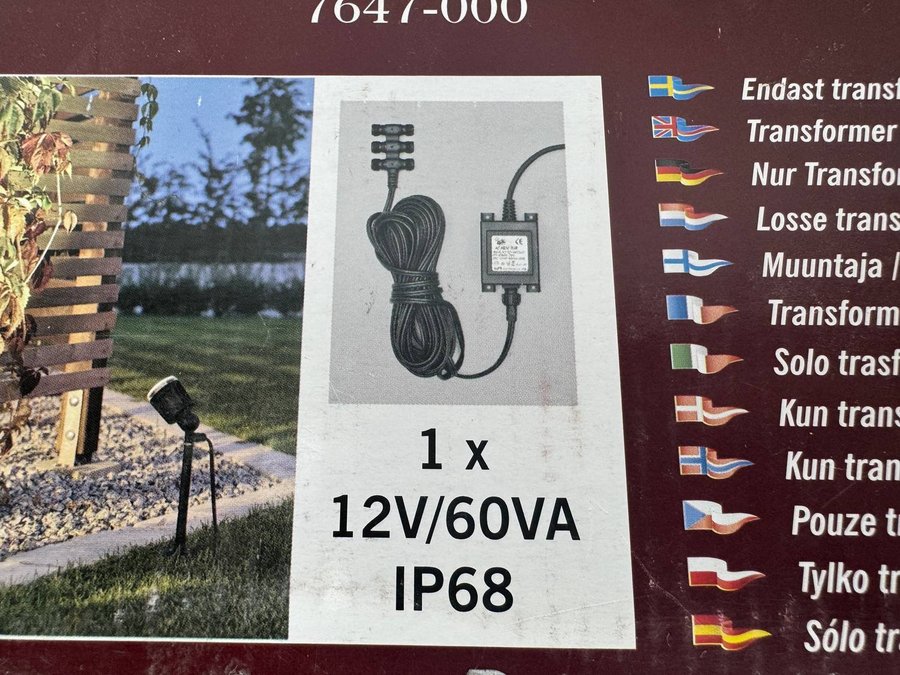 7647-000
1 x
12V/60VA
IP68
Endast transf
Transformer
Nur Transfor
Losse trans
Muuntaja /
Transform
Solo trasf
Kun trans
Kun tran
Pouze tr
Tylko tr
Sólo tra